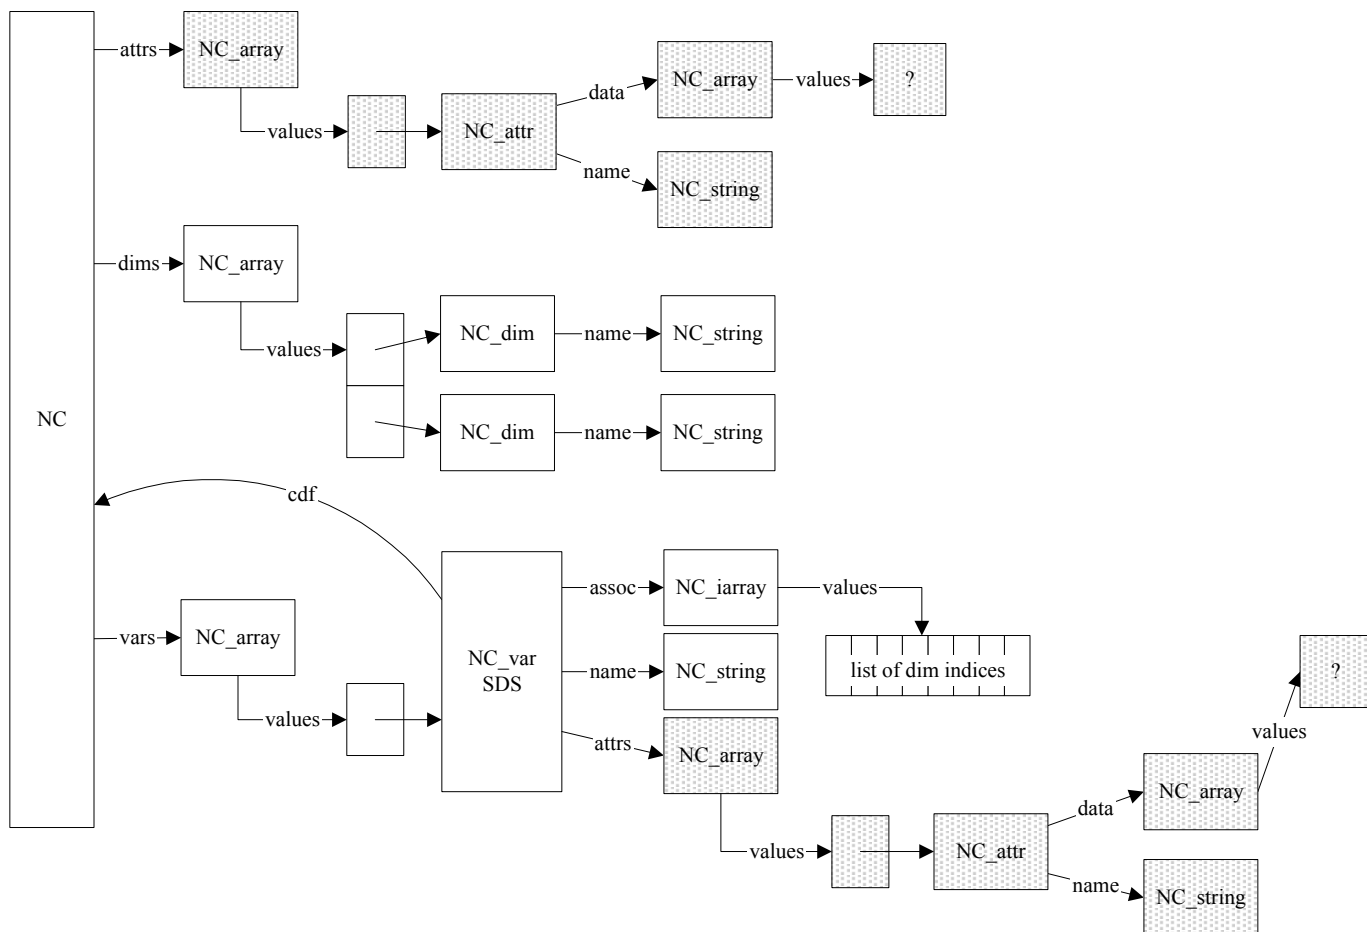 attrs
NC_array
values
NC_attr
data
NC_array
values
?
name
NC_string
dims
NC_array
values
NC_dim
name
NC_string
NC_dim
name
NC_string
NC
cdf
vars
NC_array
values
NC_var
SDS
assoc
NC_iarray
values
list of dim indices
name
NC_string
attrs
NC_array
values
NC_attr
data
NC_array
values
?
name
NC_string